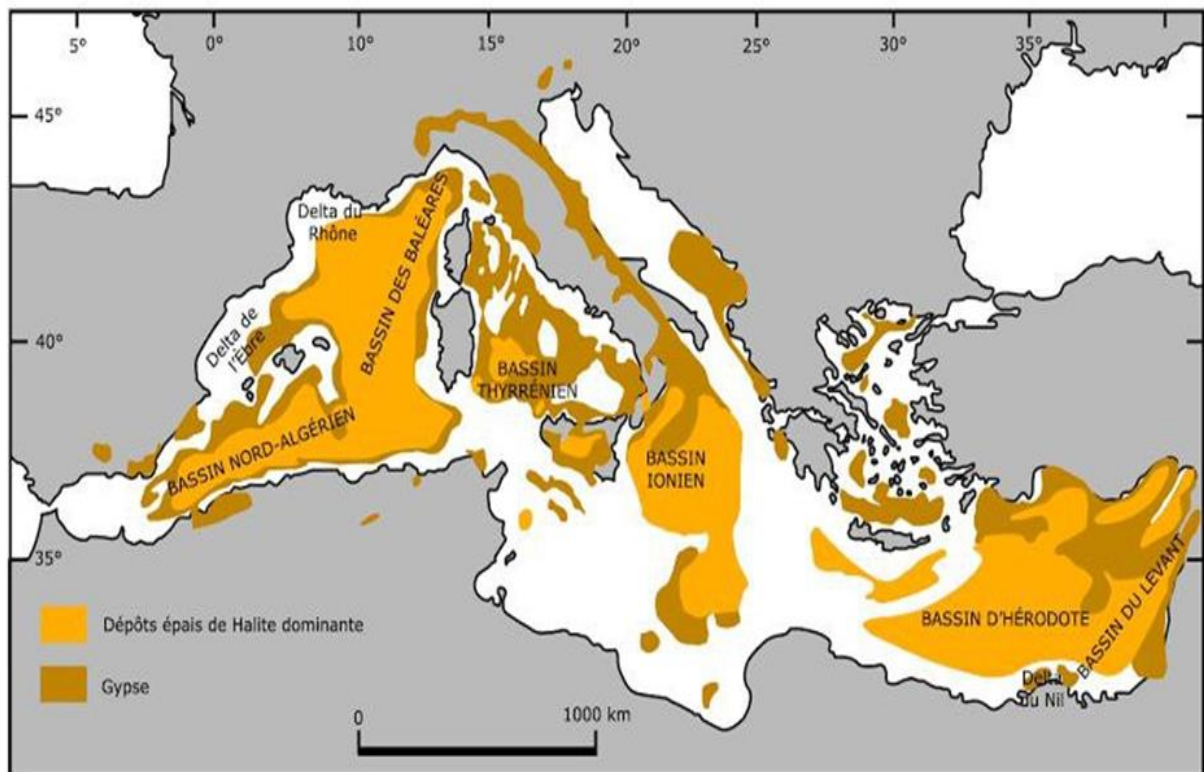 5°
0°
10°
15°
20°
25°
30°
35°
45°
40°
35°
Delta du
Rhône
BASSIN DES BALÉARES
Delta de
l'Èbre
BASSIN
THYRRÉNIEN
BASSIN NORD-ALGÉRIEN
BASSIN
IONIEN
BASSIN D'HÉRODOTE
BASSIN DU LEVANT
Delta
du Nil
Dépôts épais de Halite dominante
Gypse
0
1000 km